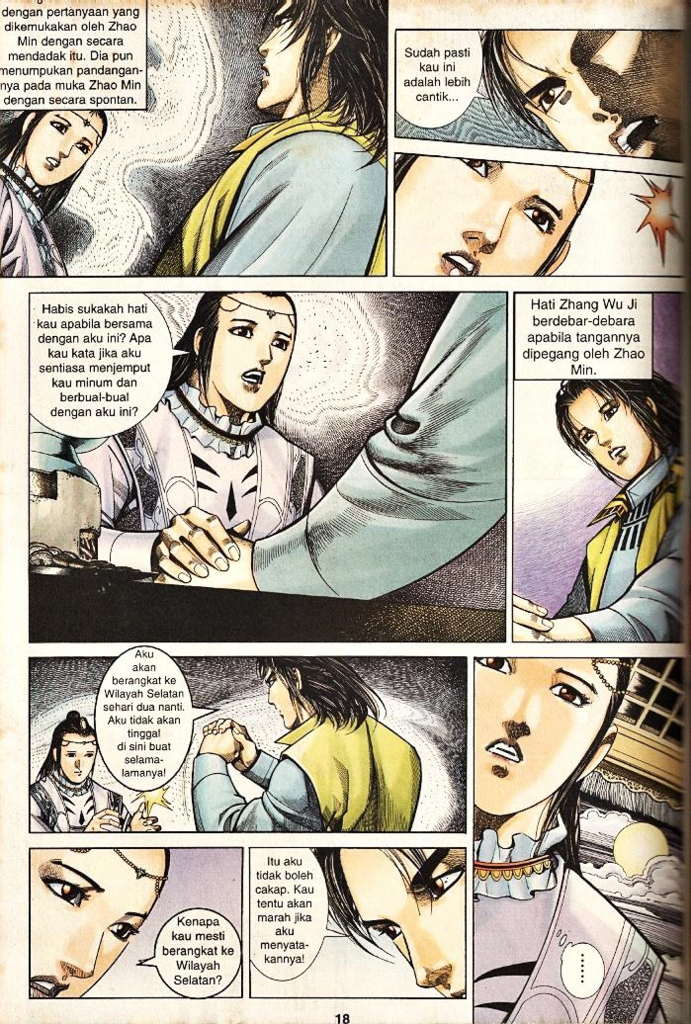 dengan pertanyaan yang
dikemukakan oleh Zhao
Min dengan secara
mendadak itu. Dia pun
menumpukan pandangan-
nya pada muka Zhao Min
dengan secara spontan.
Sudah pasti
kau ini
adalah lebih
cantik...
Habis sukakah hati
kau apabila bersama
dengan aku ini? Apa
kau kata jika aku
sentiasa menjemput
kau minum dan
berbual-bual
dengan aku ini?
Hati Zhang Wu Ji
berdebar-debara
apabila tangannya
dipegang oleh Zhao
Min.
Aku
akan
berangkat ke
Wilayah Selatan
sehari dua nanti.
Aku tidak akan
tinggal
di sini buat
selama-
lamanya!
Kenapa
kau mesti
berangkat ke
Wilayah
Selatan?
Itu aku
tidak boleh
cakap. Kau
tentu akan
marah jika
aku
menyata-
kannya!
......
18